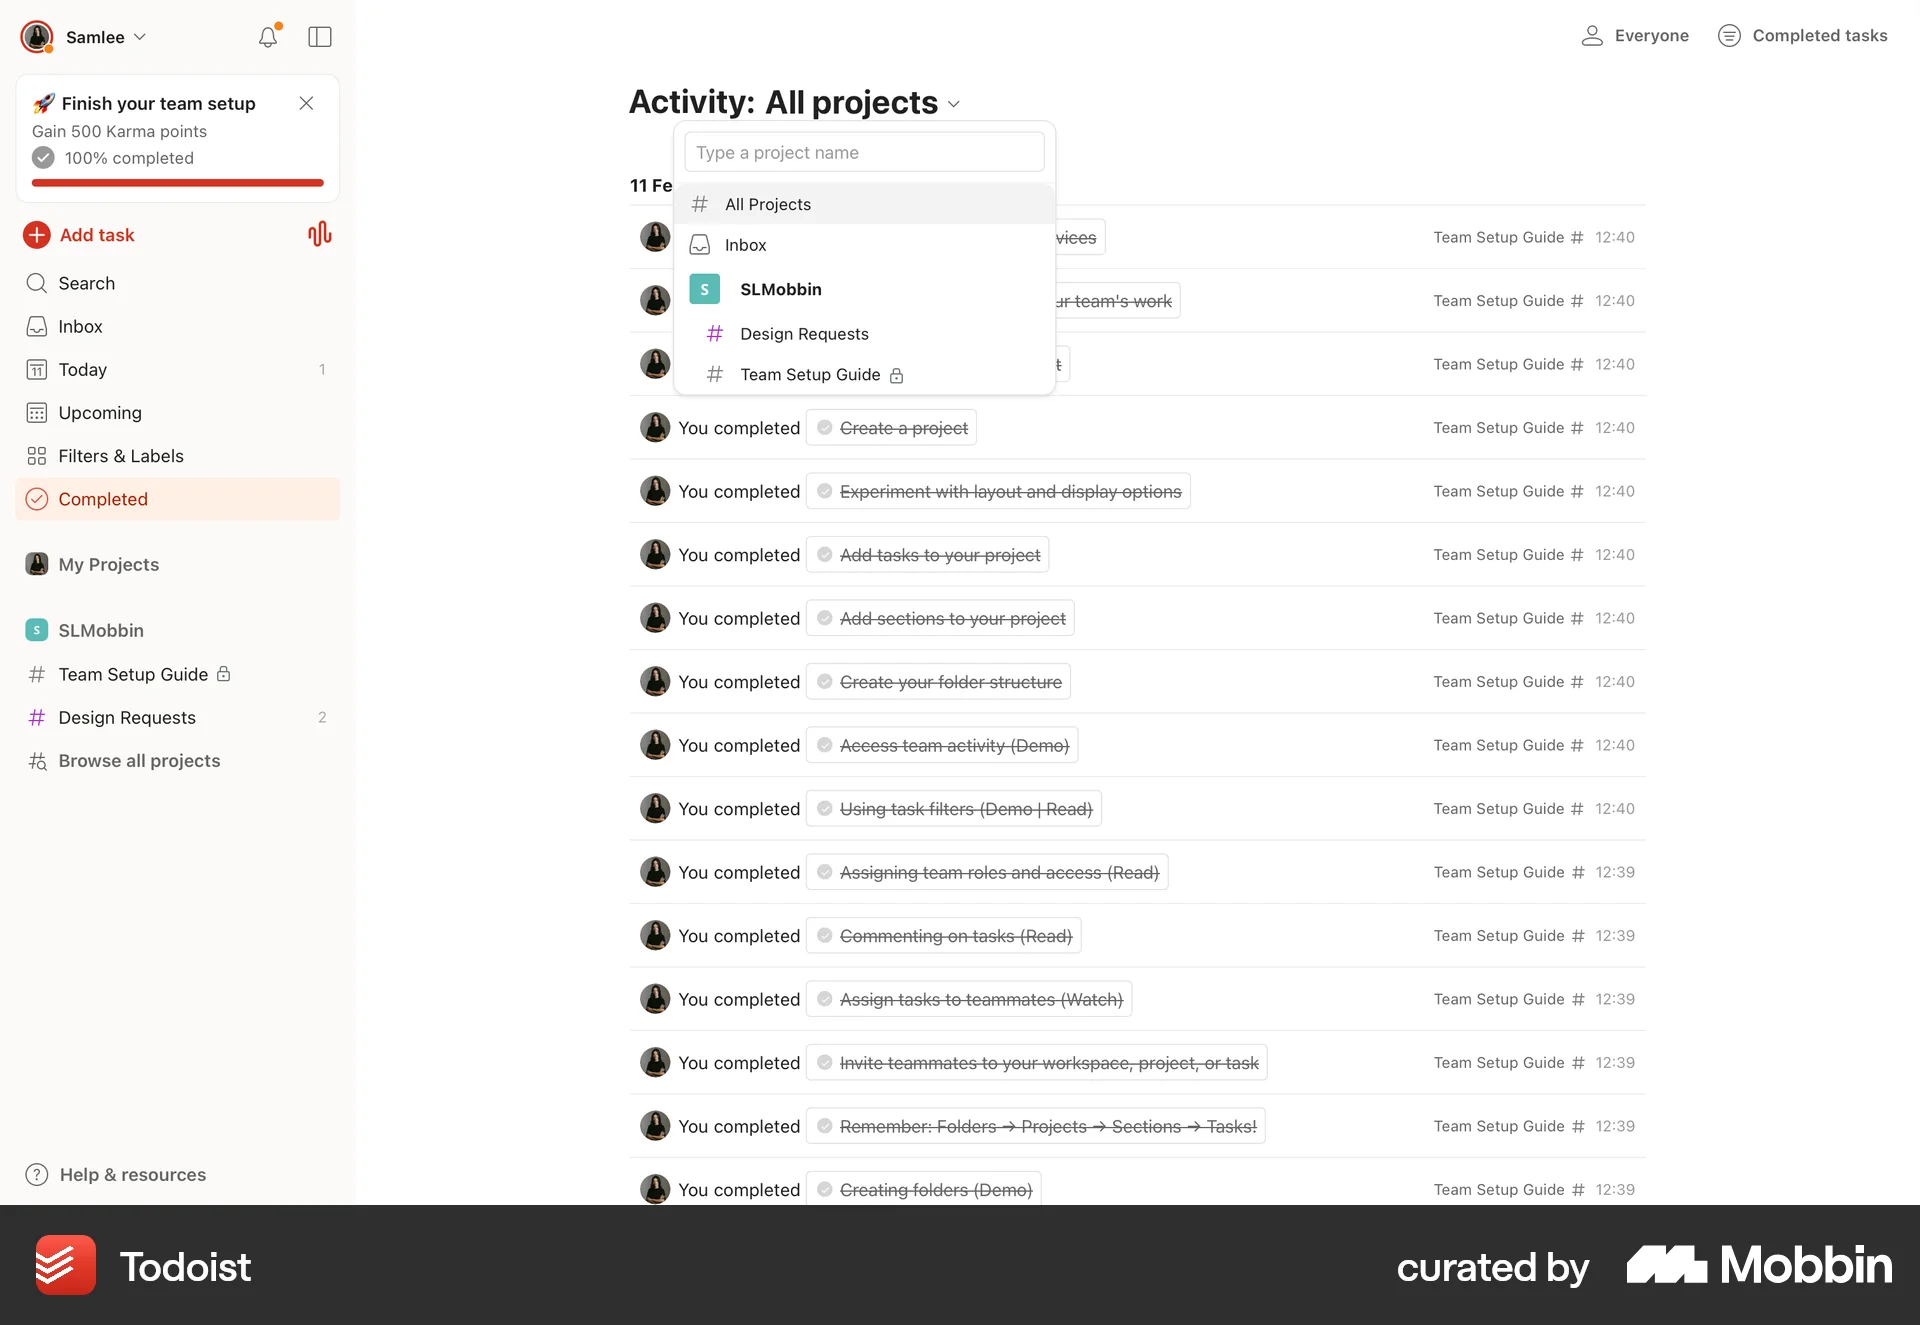 Samlee
Everyone
Completed tasks
🚀 Finish your team setup
Gain 500 Karma points
100% completed
Add task
Search
Inbox
11 Today 1
Upcoming
Filters & Labels
Completed
My Projects
S SLMobbin
# Team Setup Guide
# Design Requests 2
Browse all projects
Help & resources
Activity: All projects
Type a project name
# All Projects
Inbox
S SLMobbin
# Design Requests
# Team Setup Guide
11 Fe
vices Team Setup Guide # 12:40
ur team's work Team Setup Guide # 12:40
t Team Setup Guide # 12:40
You completed Create a project Team Setup Guide # 12:40
You completed Experiment with layout and display options Team Setup Guide # 12:40
You completed Add tasks to your project Team Setup Guide # 12:40
You completed Add sections to your project Team Setup Guide # 12:40
You completed Create your folder structure Team Setup Guide # 12:40
You completed Access team activity (Demo) Team Setup Guide # 12:40
You completed Using task filters (Demo | Read) Team Setup Guide # 12:40
You completed Assigning team roles and access (Read) Team Setup Guide # 12:39
You completed Commenting on tasks (Read) Team Setup Guide # 12:39
You completed Assign tasks to teammates (Watch) Team Setup Guide # 12:39
You completed Invite teammates to your workspace, project, or task Team Setup Guide # 12:39
You completed Remember: Folders → Projects → Sections → Tasks! Team Setup Guide # 12:39
You completed Creating folders (Demo) Team Setup Guide # 12:39
Todoist
curated by Mobbin